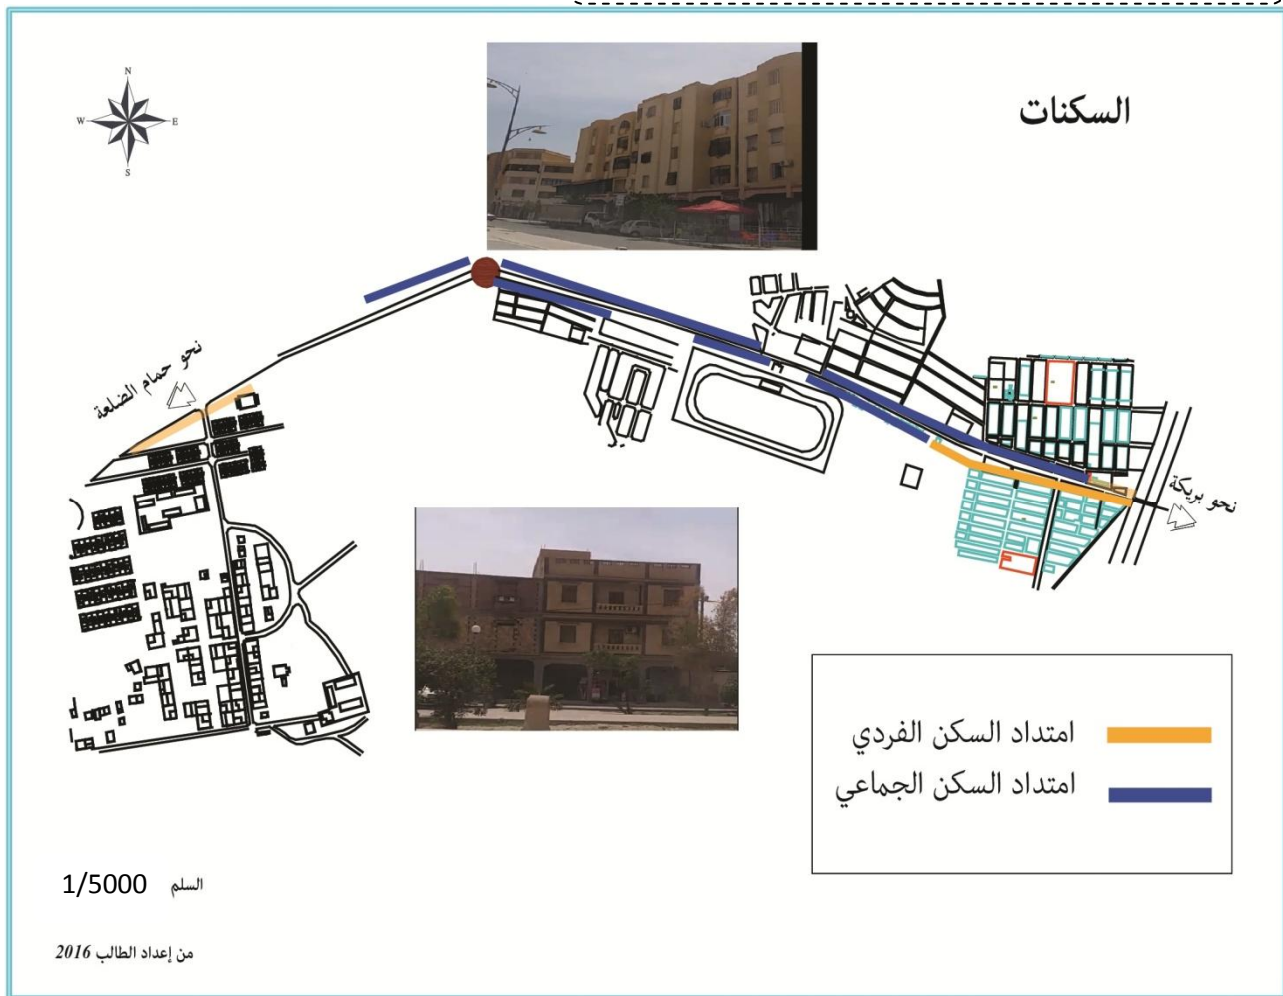 السكنات
N
W
E
S
نحو حمام الضلعة
نحو بريكة
امتداد السكن الفردي
امتداد السكن الجماعي
السلم 1/5000
من إعداد الطالب 2016